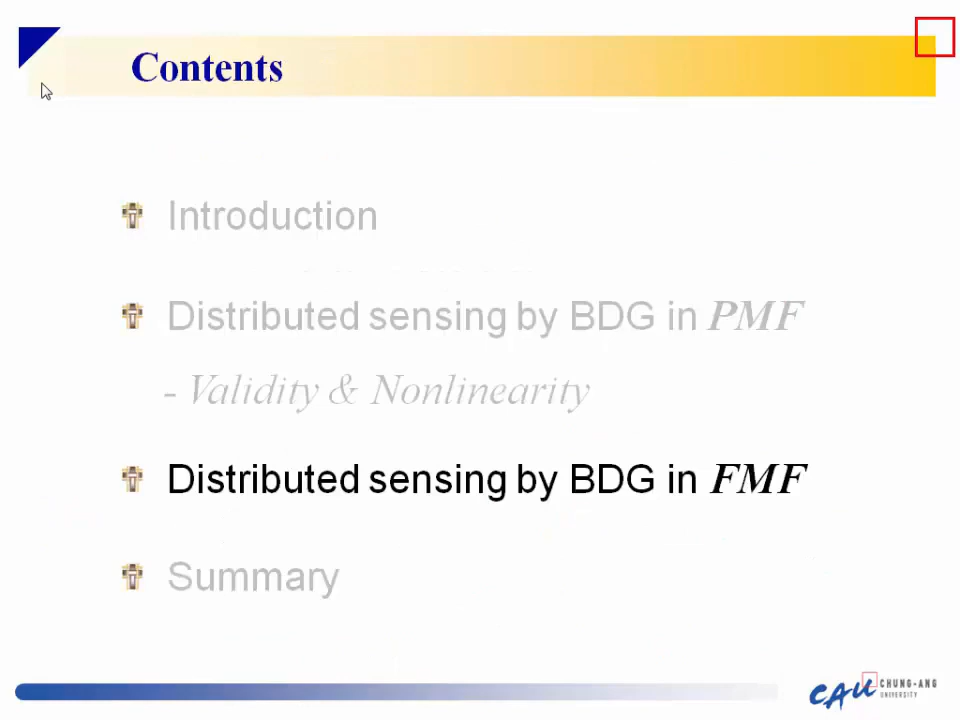 Contents
Introduction
Distributed sensing by BDG in PMF
- Validity & Nonlinearity
Distributed sensing by BDG in FMF
Summary
CAU CHUNG-ANG
UNIVERSITY